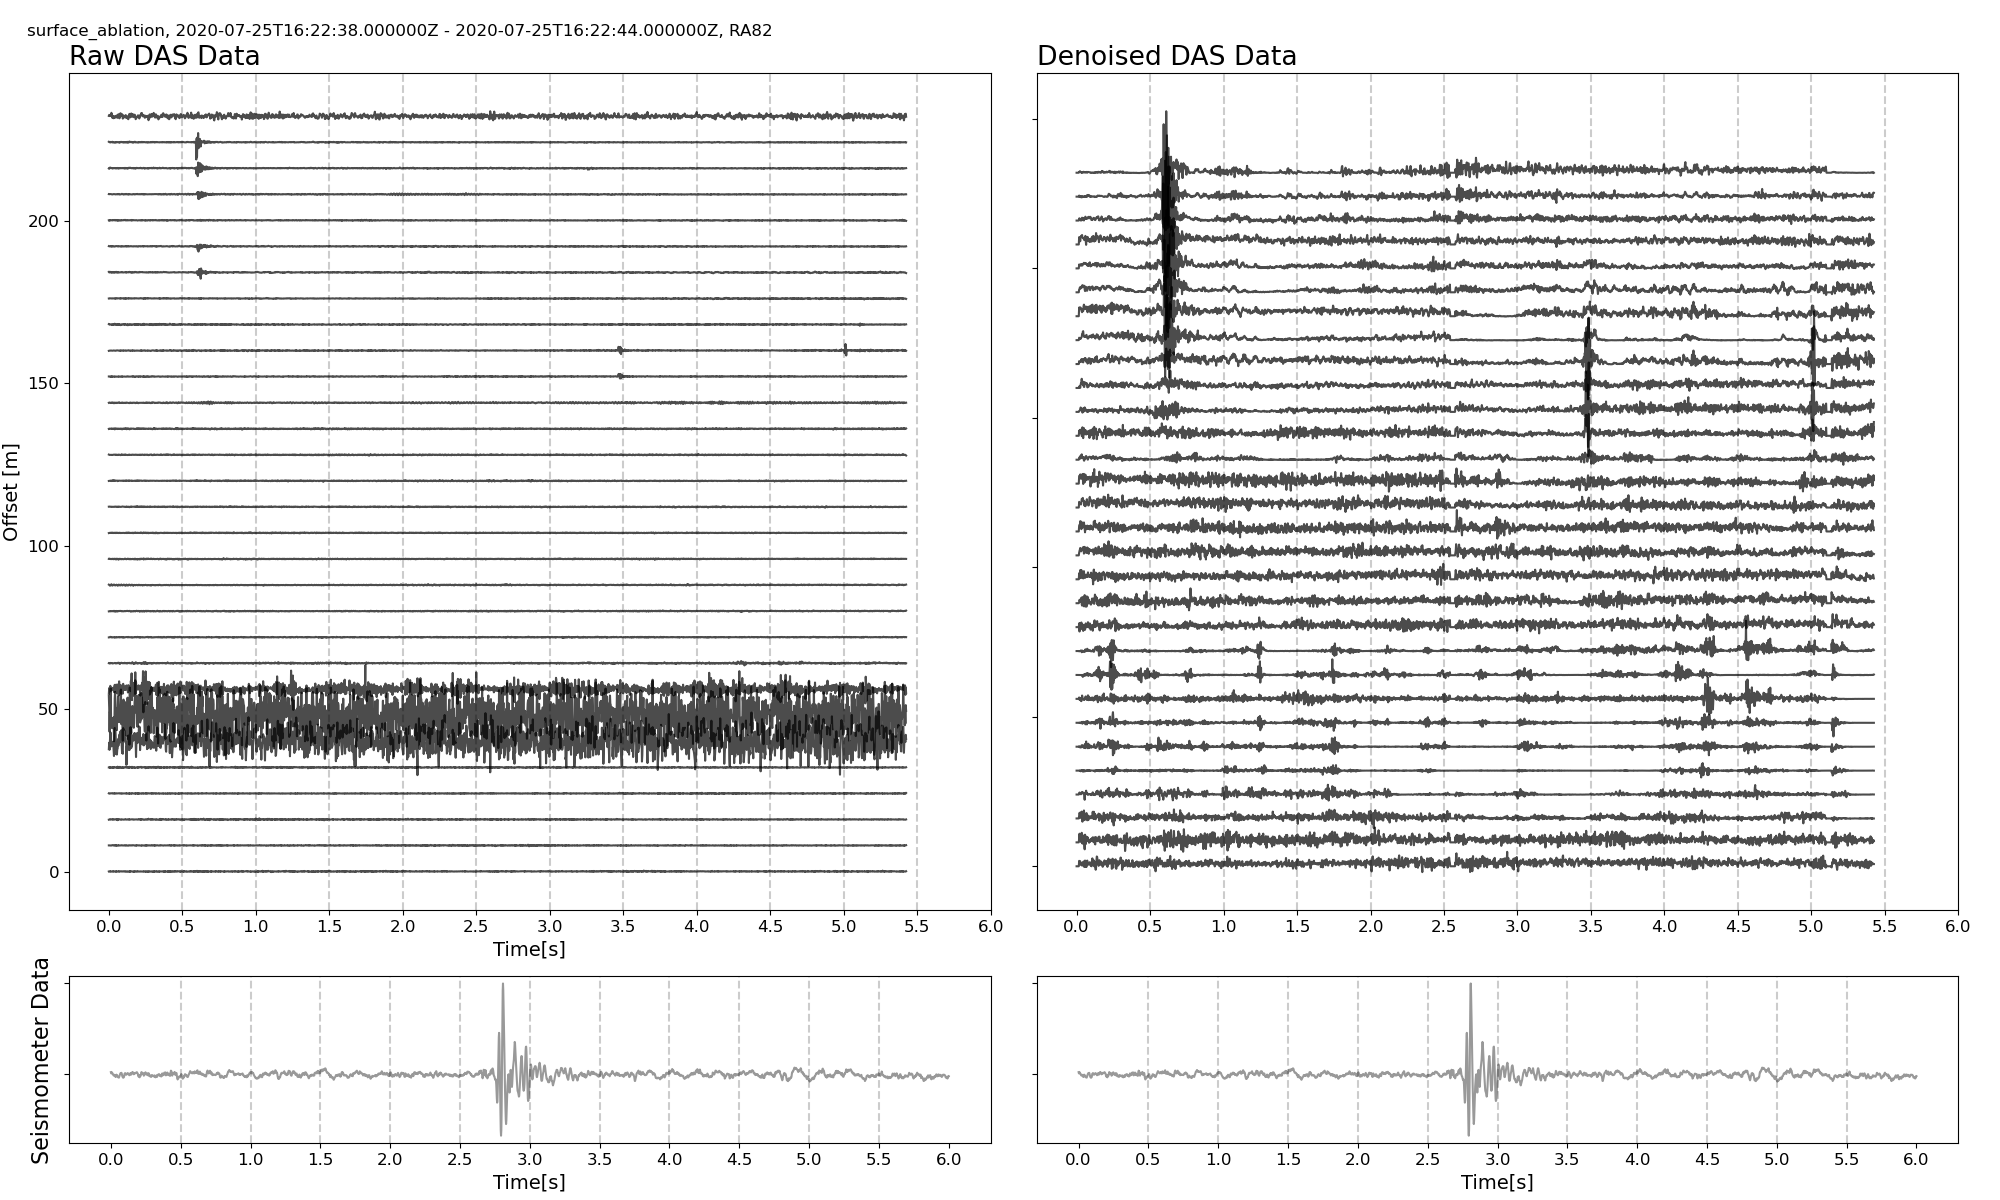 surface_ablation, 2020-07-25T16:22:38.000000Z - 2020-07-25T16:22:44.000000Z, RA82
Raw DAS Data
Denoised DAS Data
Offset [m]
200
150
100
50
0
0.0 0.5 1.0 1.5 2.0 2.5 3.0 3.5 4.0 4.5 5.0 5.5 6.0
Time[s]
0.0 0.5 1.0 1.5 2.0 2.5 3.0 3.5 4.0 4.5 5.0 5.5 6.0
Seismometer Data
0.0 0.5 1.0 1.5 2.0 2.5 3.0 3.5 4.0 4.5 5.0 5.5 6.0
Time[s]
0.0 0.5 1.0 1.5 2.0 2.5 3.0 3.5 4.0 4.5 5.0 5.5 6.0
Time[s]